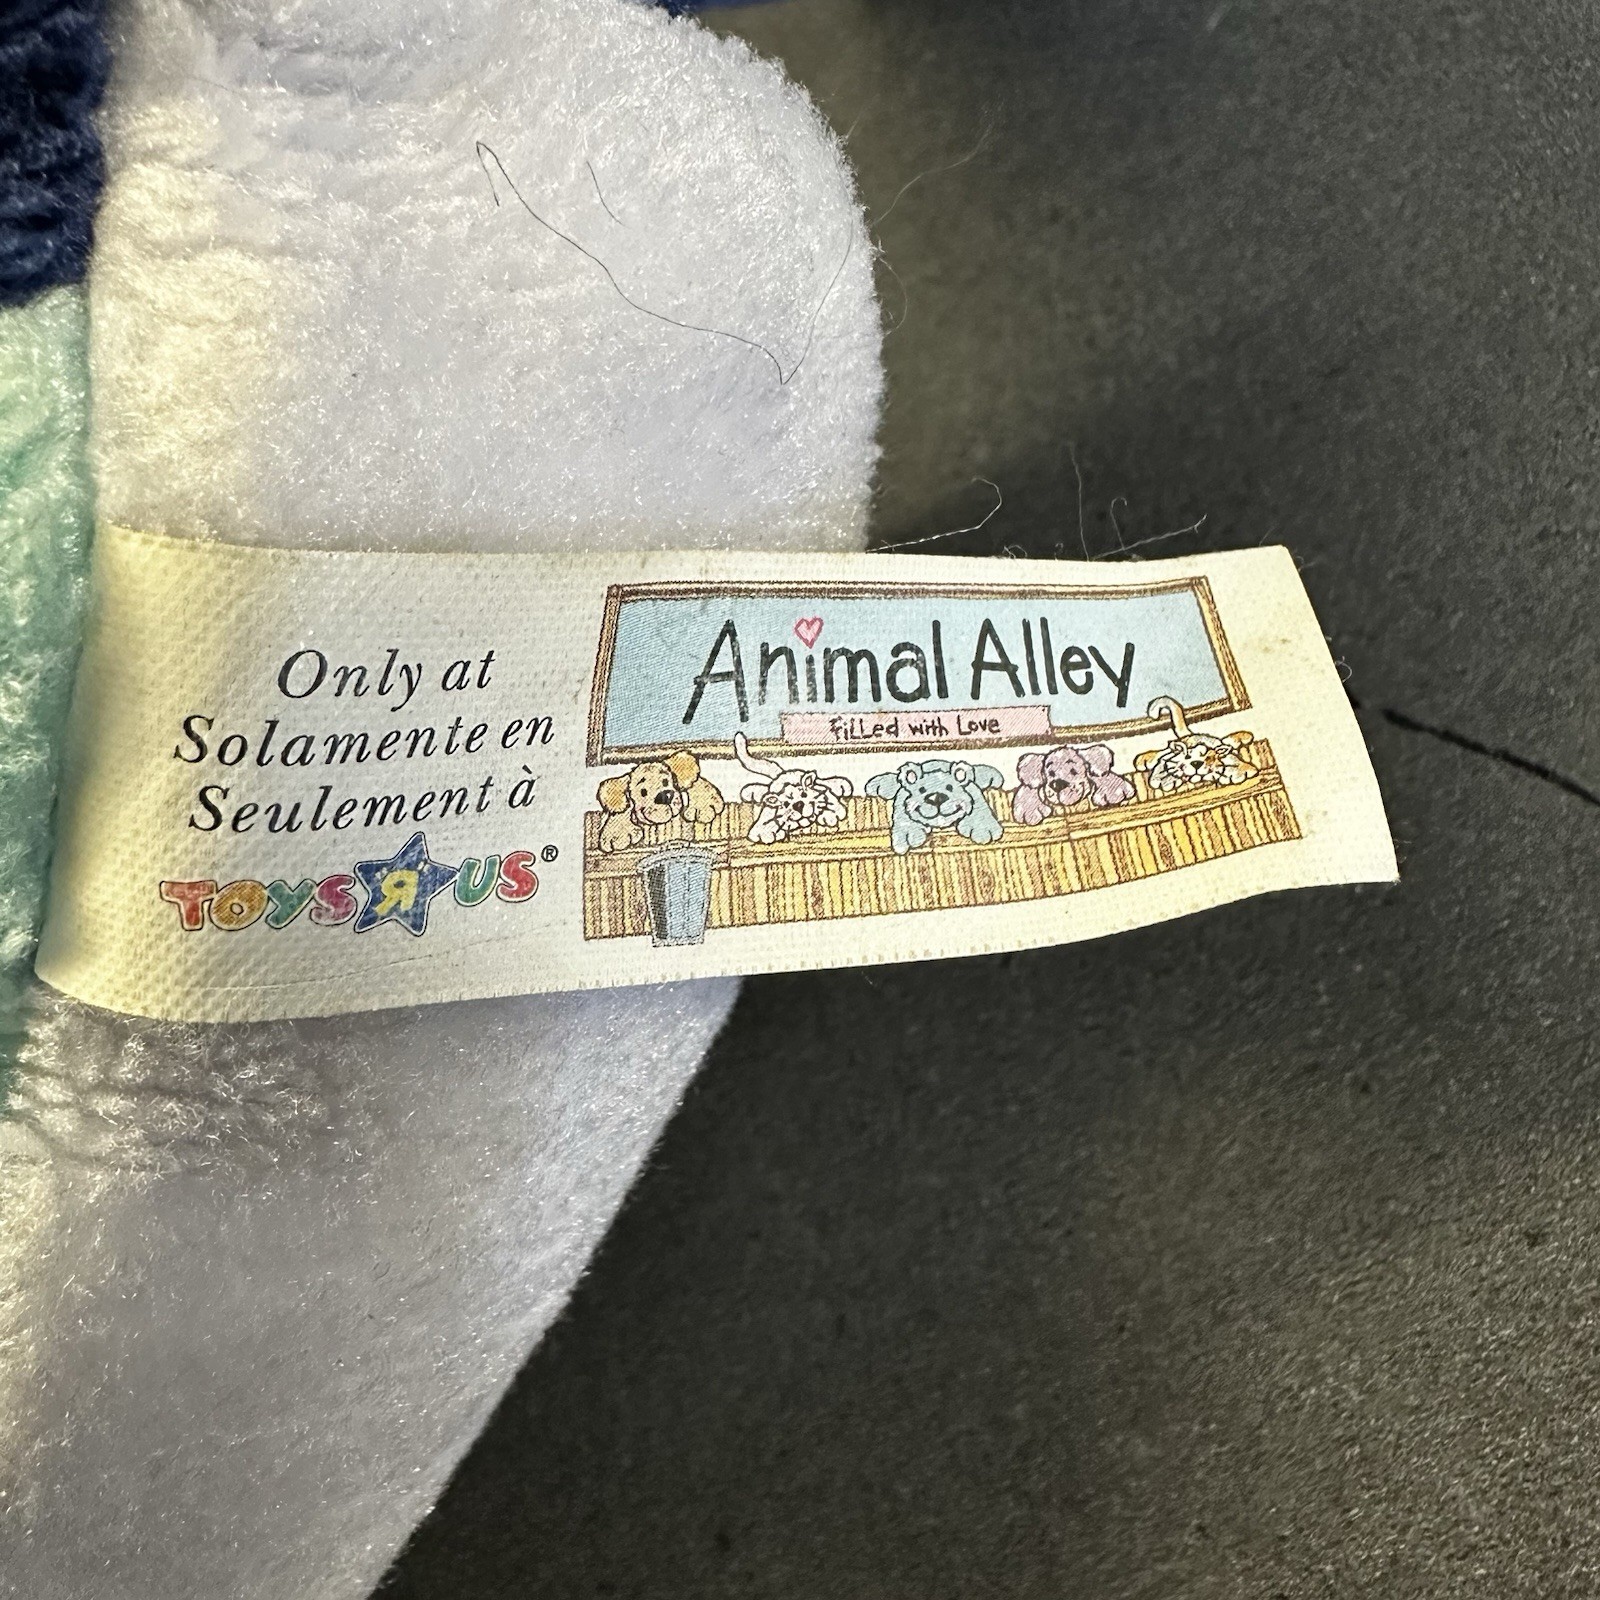 Only at
Solamente en
Seulement à
TOYS R US®
Animal Alley
Filled with Love